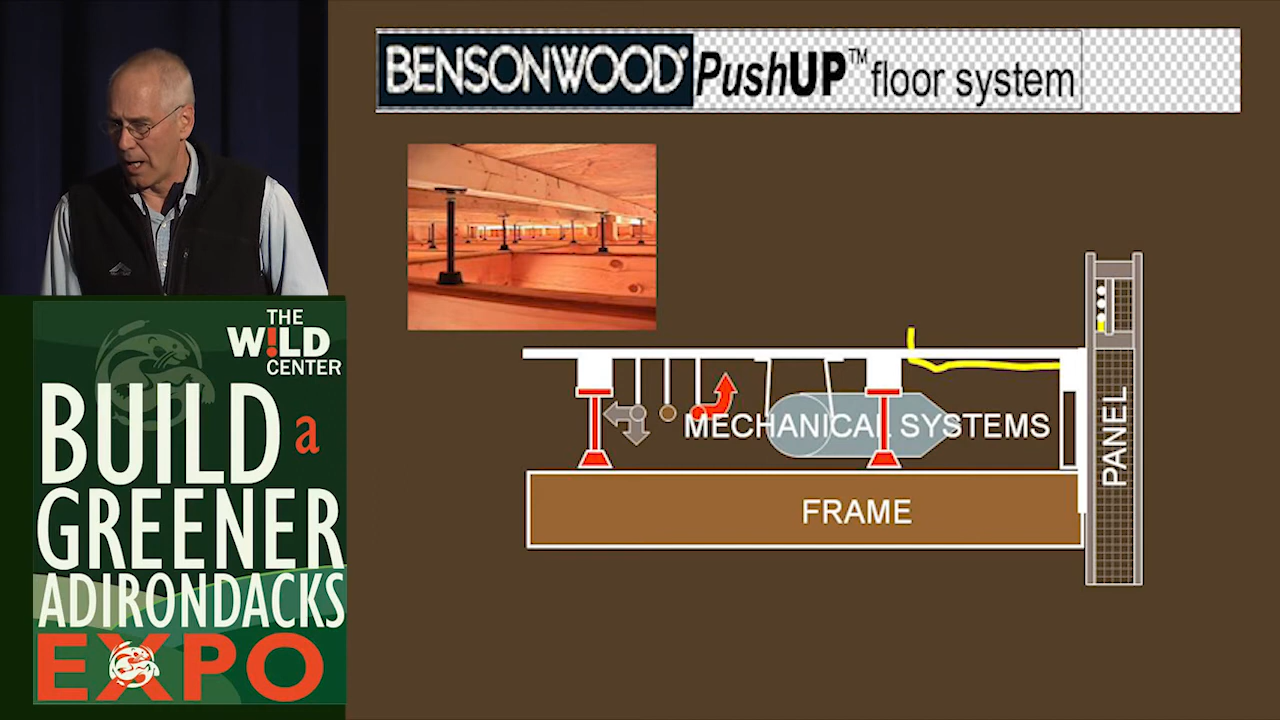 BENSONWOOD® PushUP™ floor system
THE
W!LD
CENTER
BUILD a
GREENER
ADIRONDACKS
EXPO
MECHANICAL SYSTEMS
FRAME
PANEL